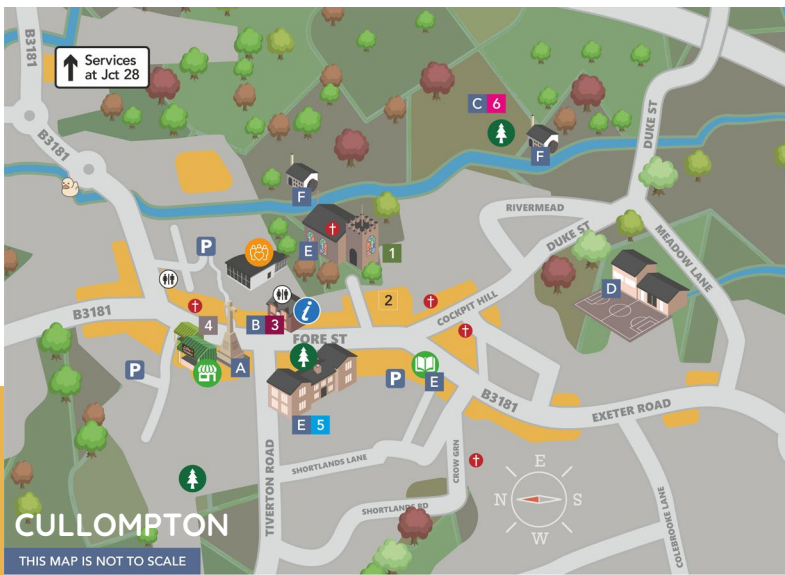 B3181
Services
at Jct 28
C 6
DUKE ST
B3181
F
F
RIVERMEAD
P
E
1
DUKE ST
MEADOW LANE
D
B3181
4
B 3
i
2
COCKPIT HILL
FORE ST
A
P
P
E
B3181
EXETER ROAD
E 5
TIVERTON ROAD
SHORTLANDS LANE
CROW GRN
SHORTLANDS RD
COLEBROOKE LANE
E
N
S
W
CULLOMPTON
THIS MAP IS NOT TO SCALE